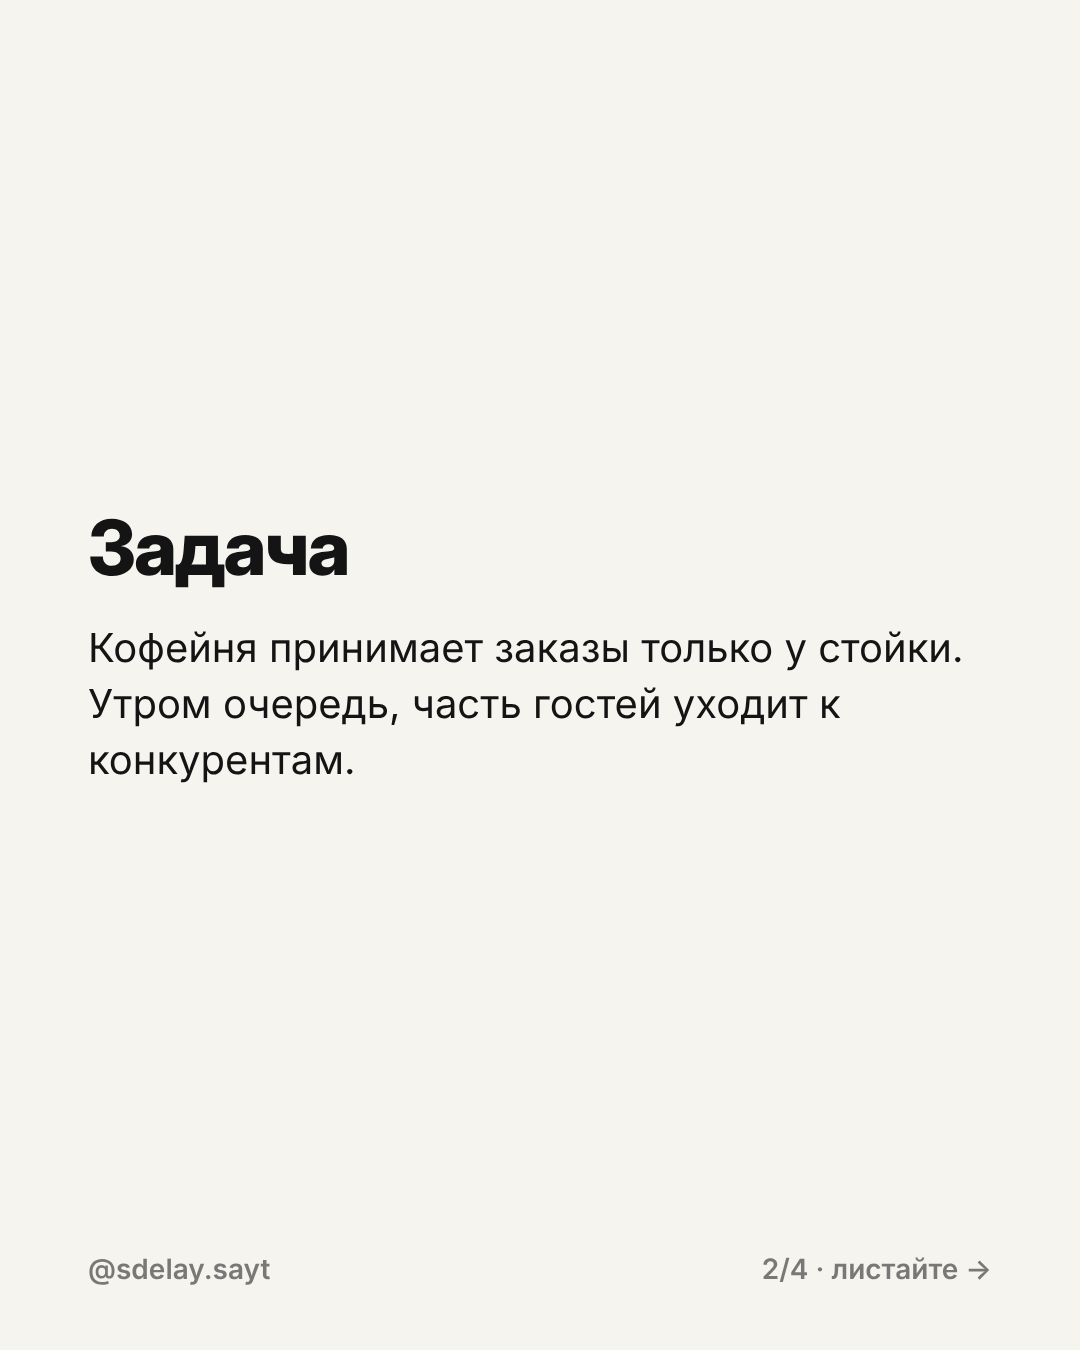 Задача
Кофейня принимает заказы только у стойки.
Утром очередь, часть гостей уходит к
конкурентам.
@sdelay.sayt
2/4 · листайте →